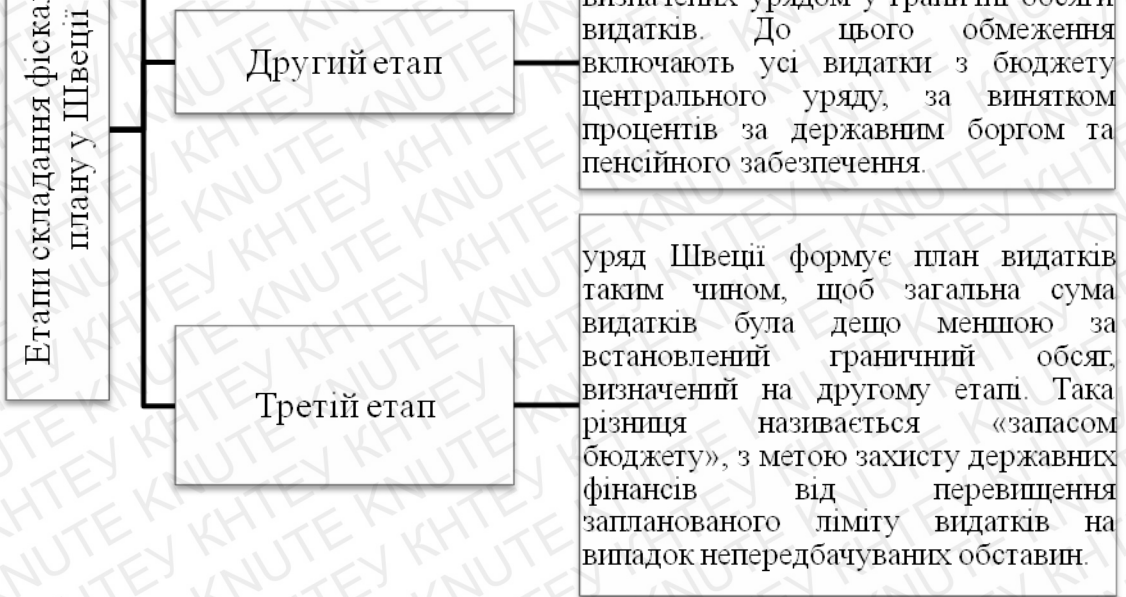 Етапи складання фіска
плану у Швеції
Другий етап
визначених урядом у граничні обсяги
видатків. До цього обмеження
включають усі видатки з бюджету
центрального уряду, за винятком
процентів за державним боргом та
пенсійного забезпечення.
Третій етап
уряд Швеції формує план видатків
таким чином, щоб загальна сума
видатків була дещо меншою за
встановлений граничний обсяг,
визначений на другому етапі. Така
різниця називається «запасом
бюджету», з метою захисту державних
фінансів від перевищення
запланованого ліміту видатків на
випадок непередбачуваних обставин.